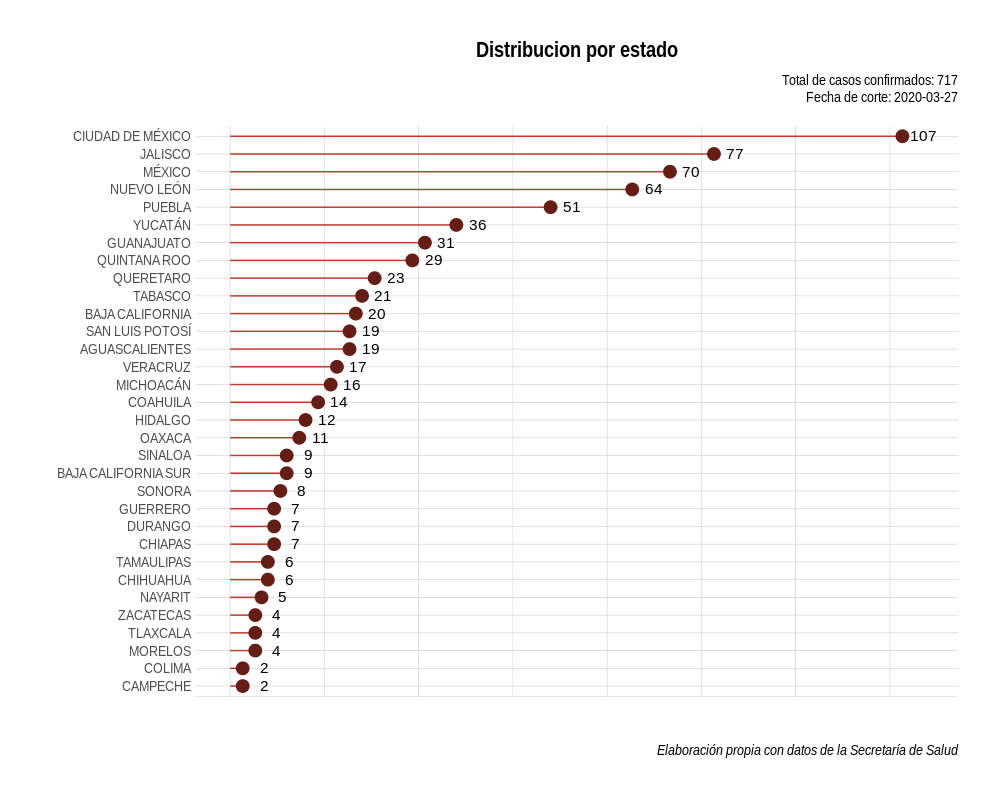 Distribucion por estado
Total de casos confirmados: 717
Fecha de corte: 2020-03-27
CIUDAD DE MÉXICO 107
JALISCO 77
MÉXICO 70
NUEVO LEÓN 64
PUEBLA 51
YUCATÁN 36
GUANAJUATO 31
QUINTANA ROO 29
QUERETARO 23
TABASCO 21
BAJA CALIFORNIA 20
SAN LUIS POTOSÍ 19
AGUASCALIENTES 19
VERACRUZ 17
MICHOACÁN 16
COAHUILA 14
HIDALGO 12
OAXACA 11
SINALOA 9
BAJA CALIFORNIA SUR 9
SONORA 8
GUERRERO 7
DURANGO 7
CHIAPAS 7
TAMAULIPAS 6
CHIHUAHUA 6
NAYARIT 5
ZACATECAS 4
TLAXCALA 4
MORELOS 4
COLIMA 2
CAMPECHE 2
Elaboración propia con datos de la Secretaría de Salud